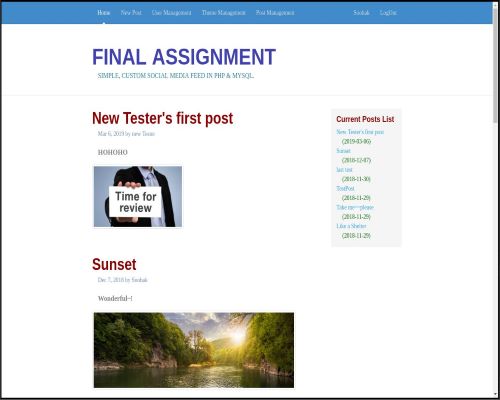 Home New Post User Management Theme Management Post Management Soohak LogOut
FINAL ASSIGNMENT
SIMPLE, CUSTOM SOCIAL MEDIA FEED IN PHP & MYSQL.
New Tester's first post
Mar 6, 2019 by new Tester
HOHOHO
Time for
review
Sunset
Dec 7, 2018 by Soohak
Wonderful~!
Current Posts List
New Tester's first post
(2019-03-06)
Sunset
(2018-12-07)
last test
(2018-11-30)
TestPost
(2018-11-29)
Take me~~please
(2018-11-29)
Like a Shelter
(2018-11-29)